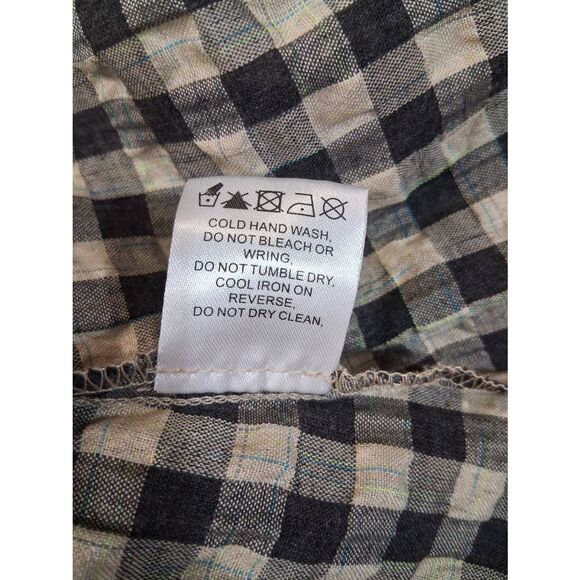 COLD HAND WASH,
DO NOT BLEACH OR
WRING,
DO NOT TUMBLE DRY,
COOL IRON ON
REVERSE,
DO NOT DRY CLEAN,